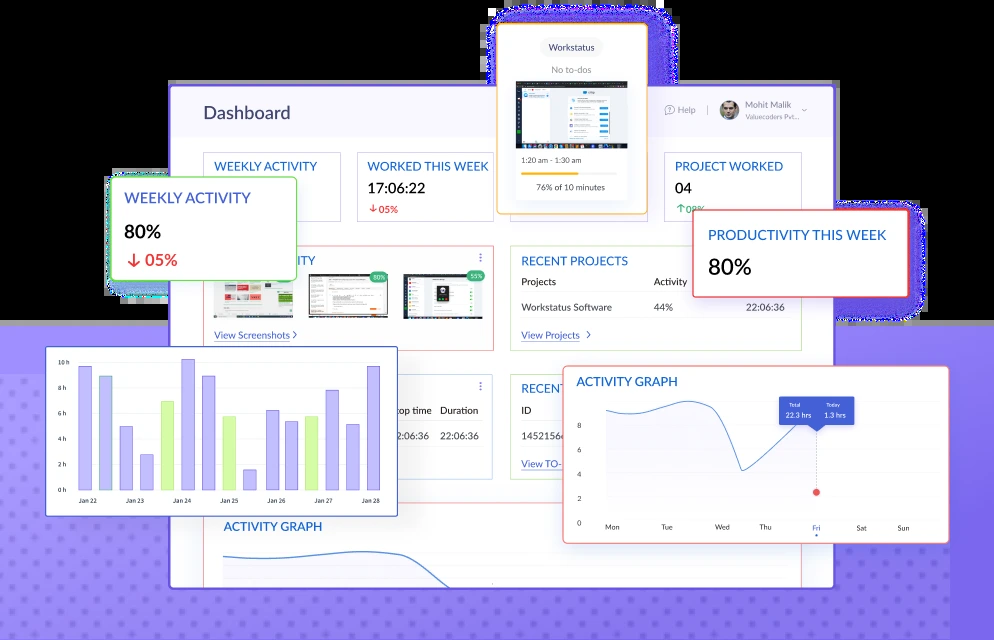 Workstatus
No to-dos
1:20 am - 1:30 am
76% of 10 minutes
Dashboard
Help
Mohit Malik
Valuecoders Pvt...
WEEKLY ACTIVITY
WORKED THIS WEEK
17:06:22
05%
PROJECT WORKED
04
08%
WEEKLY ACTIVITY
80%
05%
PRODUCTIVITY THIS WEEK
80%
ITY
80%
55%
View Screenshots
RECENT PROJECTS
Projects Activity
Workstatus Software 44% 22:06:36
View Projects
10 h
8 h
6 h
4 h
2 h
0 h
Jan 22 Jan 23 Jan 24 Jan 25 Jan 26 Jan 27 Jan 28
op time Duration
2:06:36 22:06:36
RECENT
ID
1452156
View TO-
ACTIVITY GRAPH
Total Today
22.3 hrs 1.3 hrs
8
6
4
2
0
Mon Tue Wed Thu Fri Sat Sun
ACTIVITY GRAPH